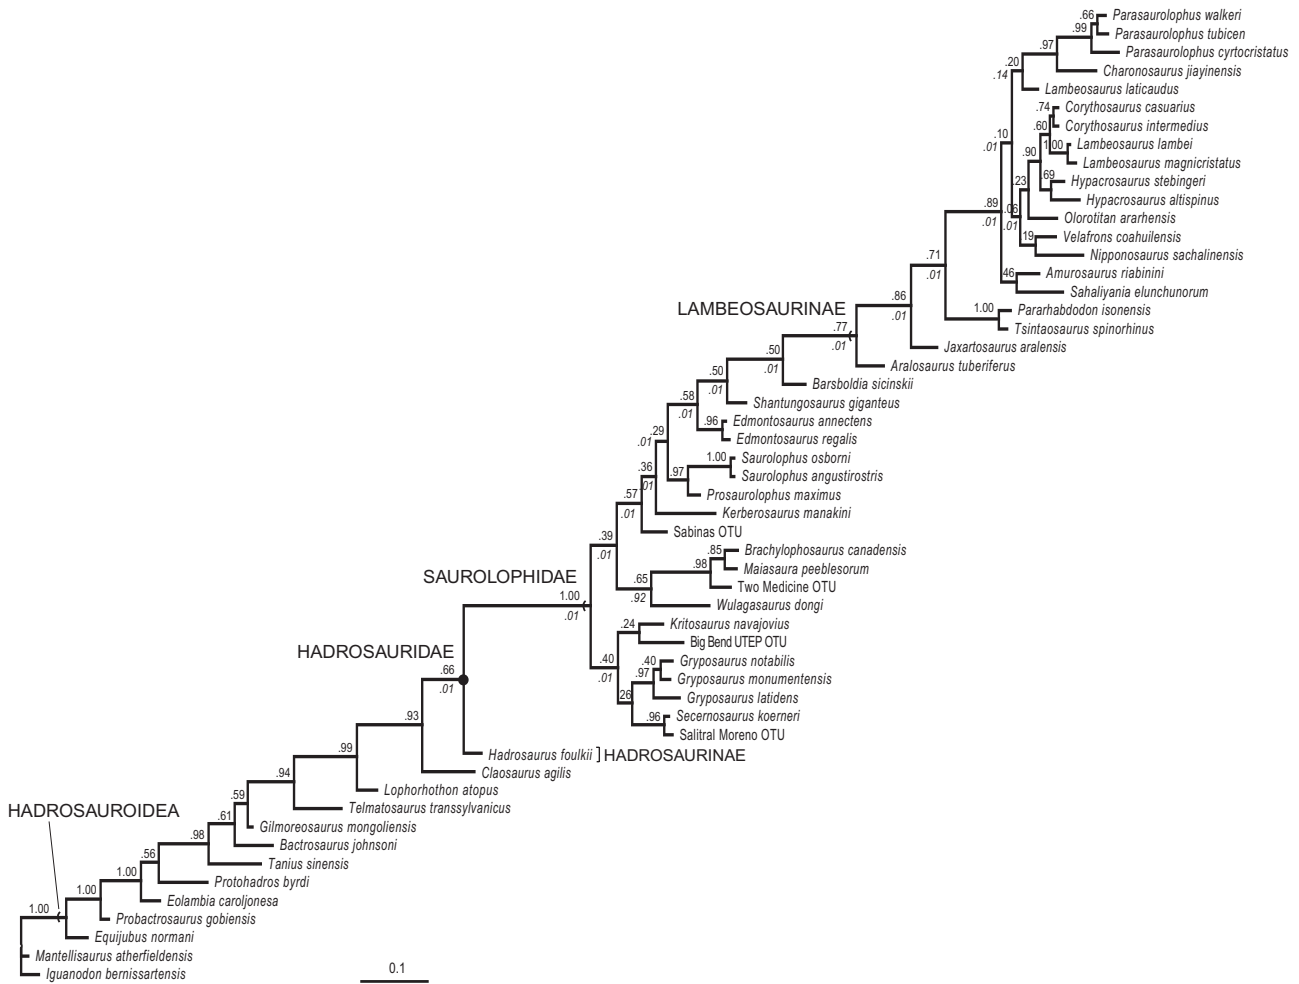 .66
Parasaurolophus walkeri
.99
Parasaurolophus tubicen
.97
Parasaurolophus cyrtocristatus
.20
.14
Charonosaurus jiayinensis
Lambeosaurus laticaudus
.74
Corythosaurus casuarius
.60
Corythosaurus intermedius
.10
.01
1.00
Lambeosaurus lambei
.90
Lambeosaurus magnicristatus
.23
.69
Hypacrosaurus stebingeri
Hypacrosaurus altispinus
.89
.01
.06
.01
Olorotitan ararhensis
.19
Velafrons coahuilensis
Nipponosaurus sachalinensis
.71
.01
.46
Amurosaurus riabinini
Sahaliyania elunchunorum
.86
.01
1.00
Pararhabdodon isonensis
LAMBEOSAURINAE
Tsintaosaurus spinorhinus
.77
.01
Jaxartosaurus aralensis
.50
.01
Aralosaurus tuberiferus
.50
.01
Barsboldia sicinskii
.58
.01
Shantungosaurus giganteus
.96
Edmontosaurus annectens
.29
.01
Edmontosaurus regalis
1.00
Saurolophus osborni
.36
.01
.97
Saurolophus angustirostris
.57
.01
Prosaurolophus maximus
Kerberosaurus manakini
.39
.01
Sabinas OTU
.85
Brachylophosaurus canadensis
.98
Maiasaura peeblesorum
SAUROLOPHIDAE
.65
.92
Two Medicine OTU
1.00
.01
Wulagasaurus dongi
.24
Kritosaurus navajovius
Big Bend UTEP OTU
HADROSAURIDAE
.40
.01
.40
Gryposaurus notabilis
.66
.01
.97
Gryposaurus monumentensis
.26
Gryposaurus latidens
.93
.96
Secernosaurus koerneri
Salitral Moreno OTU
.99
Hadrosaurus foulkii
HADROSAURINAE
.94
Claosaurus agilis
.59
Lophorhothon atopus
HADROSAUROIDEA
.61
Telmatosaurus transsylvanicus
.98
Gilmoreosaurus mongoliensis
.56
Bactrosaurus johnsoni
1.00
Tanius sinensis
1.00
Protohadros byrdi
1.00
Eolambia caroljonesa
Probactrosaurus gobiensis
Equijubus normani
Mantellisaurus atherfieldensis
Iguanodon bernissartensis
0.1